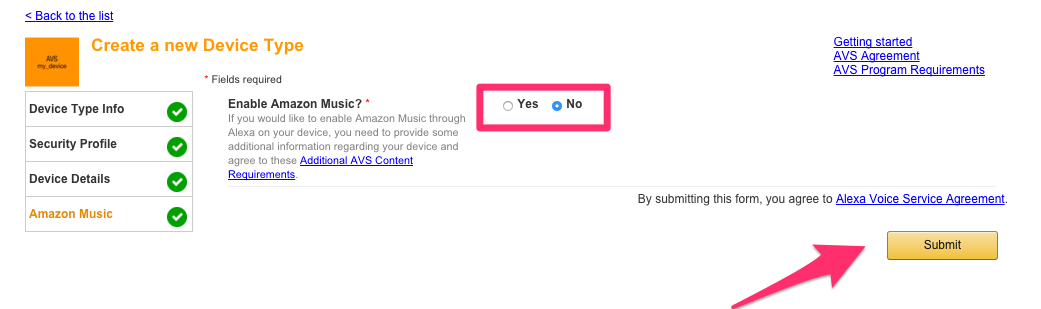 < Back to the list
AVS
my_device
Create a new Device Type
Getting started
AVS Agreement
AVS Program Requirements
* Fields required
Device Type Info
Security Profile
Device Details
Amazon Music
Enable Amazon Music? *
If you would like to enable Amazon Music through
Alexa on your device, you need to provide some
additional information regarding your device and
agree to these Additional AVS Content
Requirements.
Yes No
By submitting this form, you agree to Alexa Voice Service Agreement.
Submit